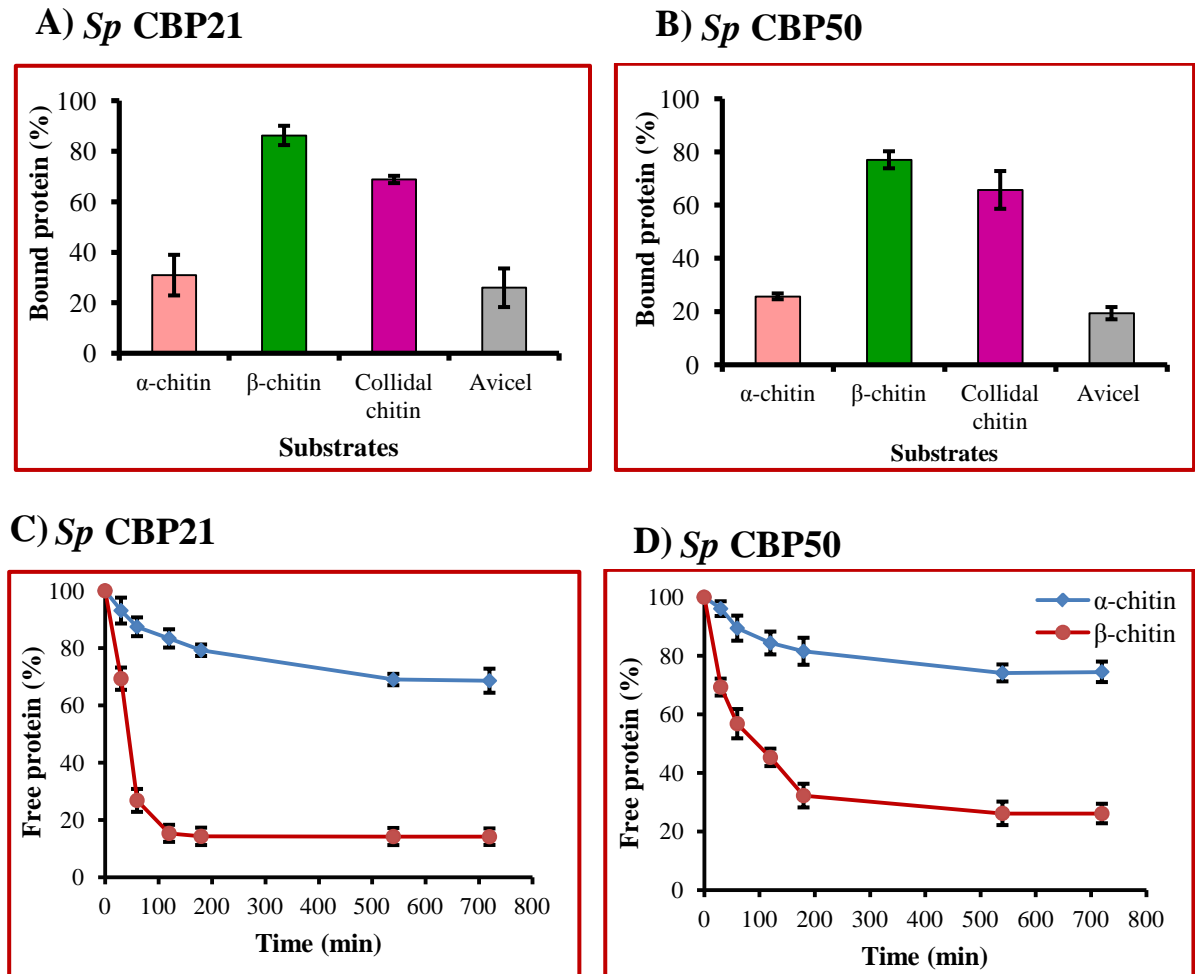 A) Sp CBP21
100
80
60
40
20
0
Bound protein (%)
α-chitin
β-chitin
Collidal
chitin
Avicel
Substrates
B) Sp CBP50
100
80
60
40
20
0
Bound protein (%)
α-chitin
β-chitin
Collidal
chitin
Avicel
Substrates
C) Sp CBP21
100
80
60
40
20
0
Free protein (%)
0 100 200 300 400 500 600 700 800
Time (min)
D) Sp CBP50
100
80
60
40
20
0
Free protein (%)
α-chitin
β-chitin
0 100 200 300 400 500 600 700 800
Time (min)